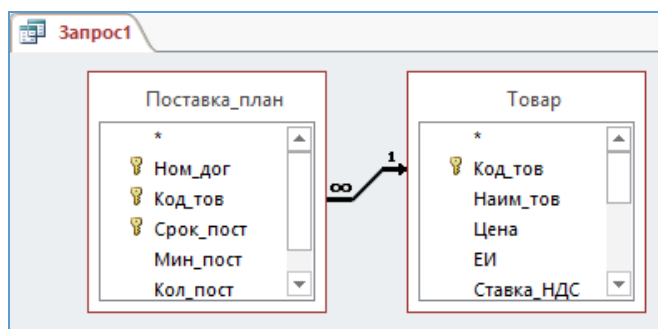 Запрос1
Поставка_план
*
Ном_дог
Код_тов
Срок_пост
Мин_пост
Кол_пост
∞
1
Товар
*
Код_тов
Наим_тов
Цена
ЕИ
Ставка_НДС